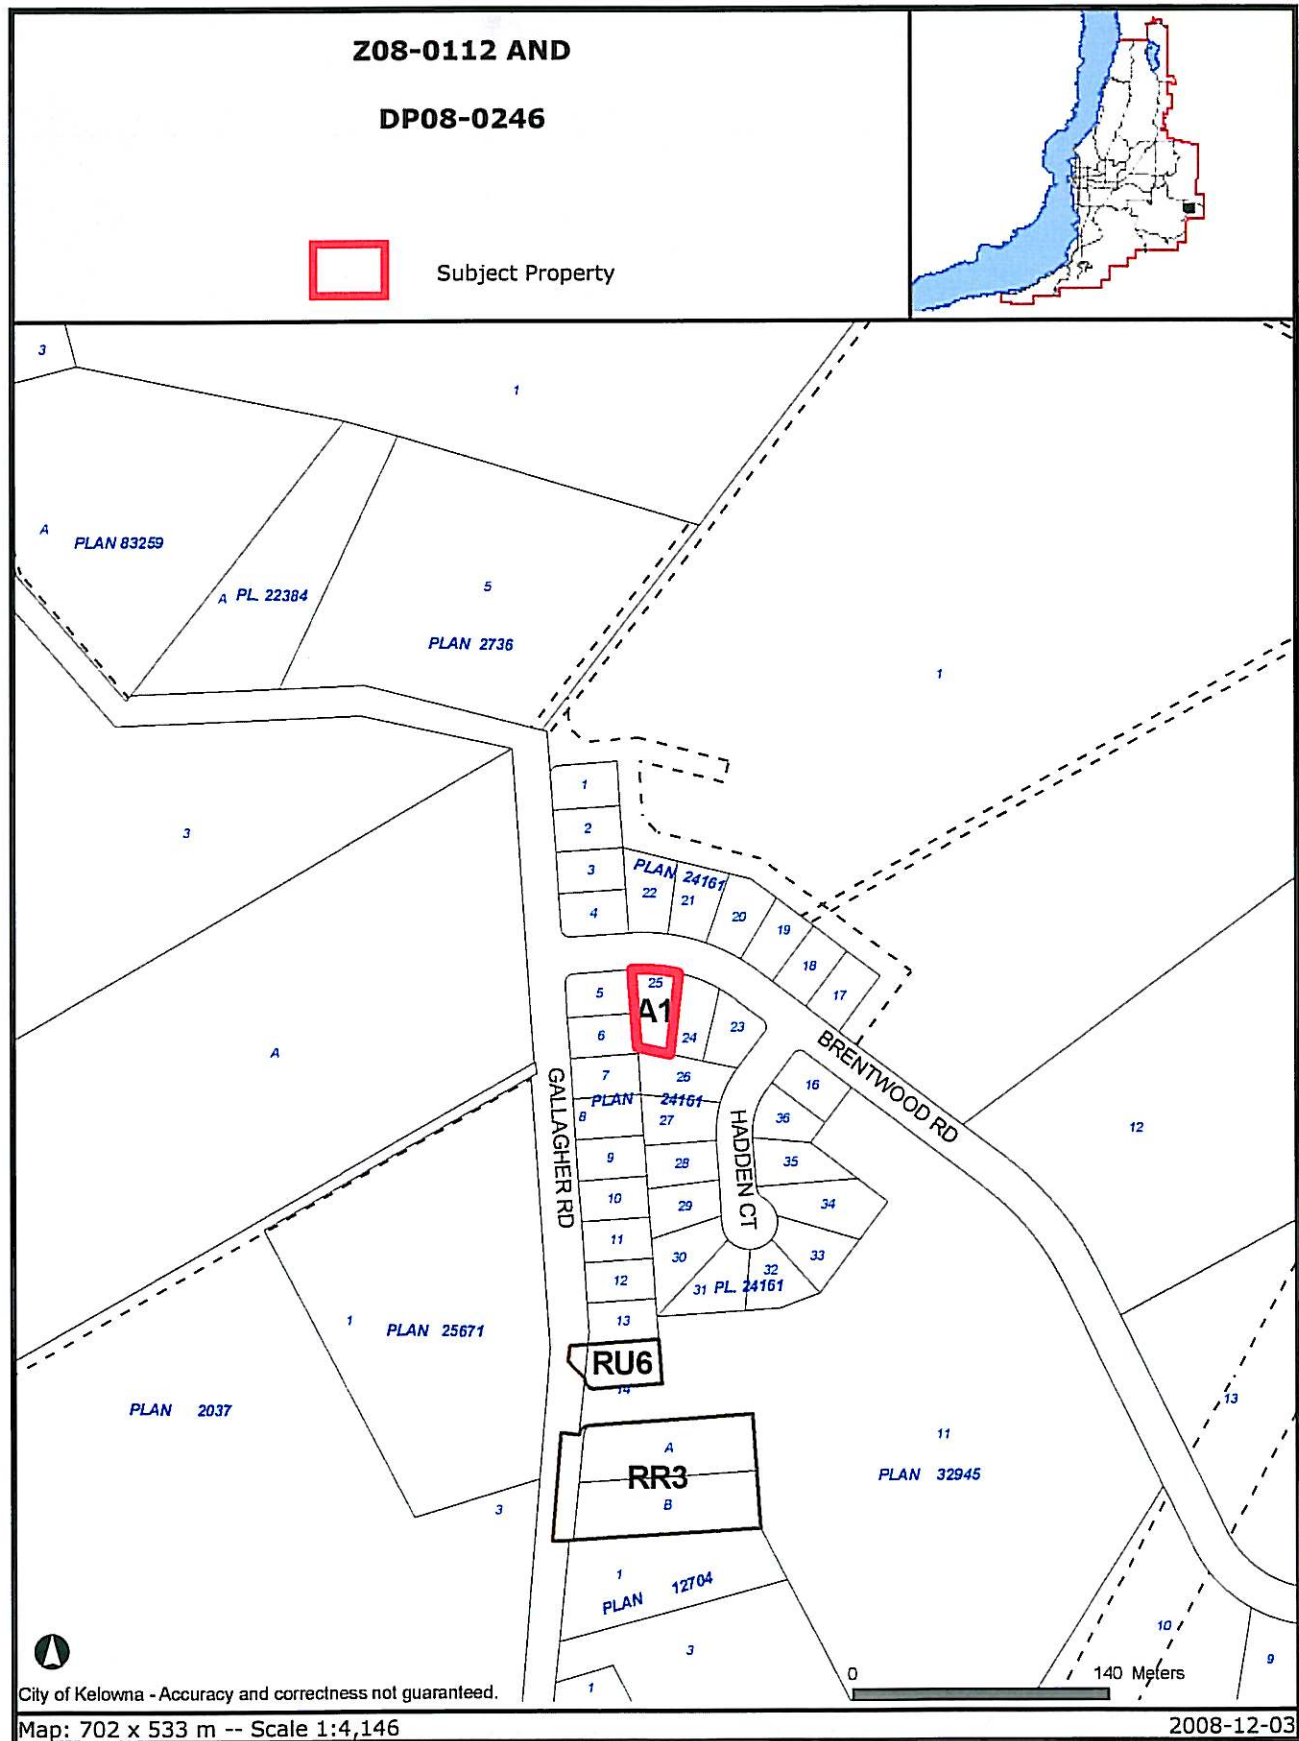 Z08-0112 AND
DP08-0246
Subject Property
3
1
A
PLAN 83259
A
PL. 22384
5
PLAN 2736
1
3
1
2
3
4
PLAN 24161
22
21
20
19
18
17
25
A1
5
6
24
23
A
BRENTWOOD RD
7
26
16
PLAN 24161
8
27
36
12
GALLAGHER RD
HADDEN CT
9
28
35
10
29
34
11
30
33
12
32
31
PL. 24161
13
1
PLAN 25671
RU6
14
PLAN 2037
13
A
11
RR3
PLAN 32945
B
3
1
PLAN 12704
10
3
9
1
0
140 Meters
City of Kelowna - Accuracy and correctness not guaranteed.
Map: 702 x 533 m -- Scale 1:4,146
2008-12-03